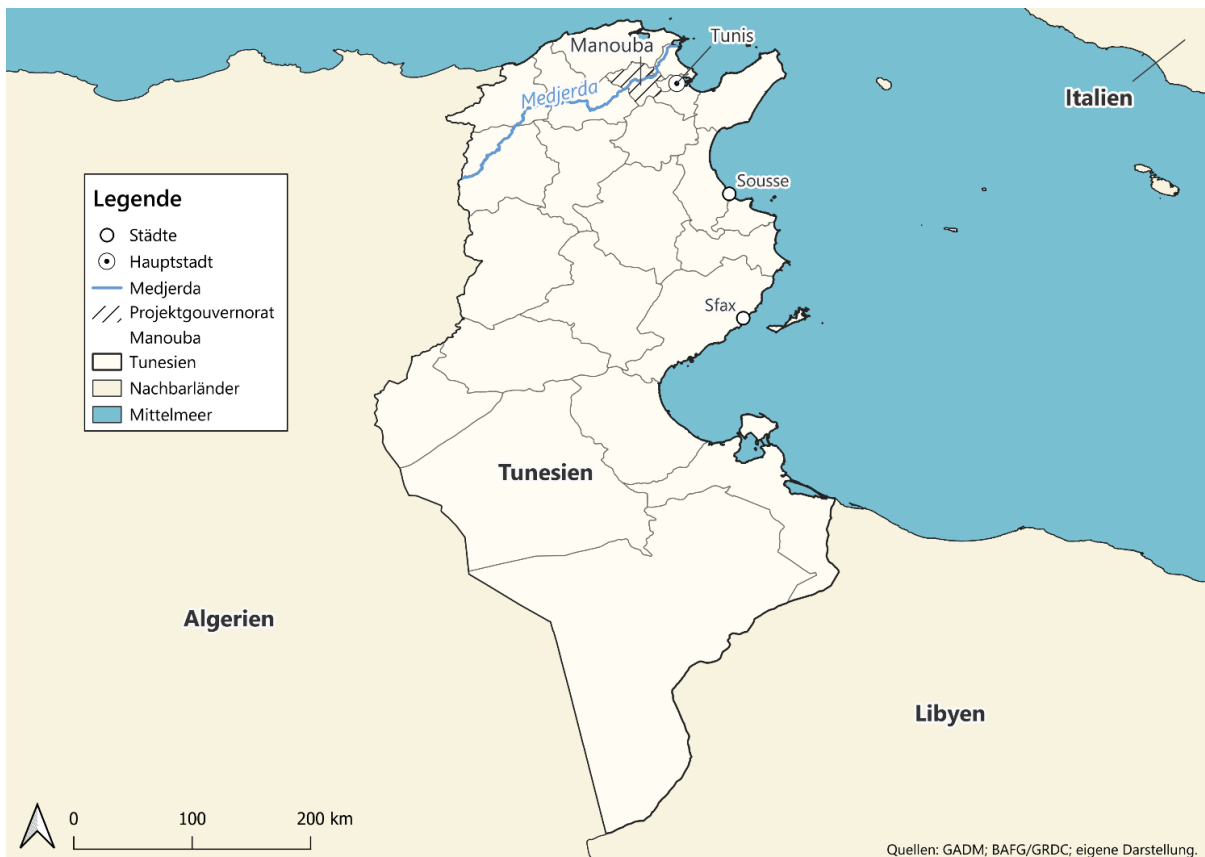 Manouba
Tunis
Medjerda
Italien
Sousse
Legende
Städte
Hauptstadt
Medjerda
Projektgouvernorat
Manouba
Tunesien
Nachbarländer
Mittelmeer
Sfax
Tunesien
Algerien
Libyen
0 100 200 km
Quellen: GADM; BAFG/GRDC; eigene Darstellung.